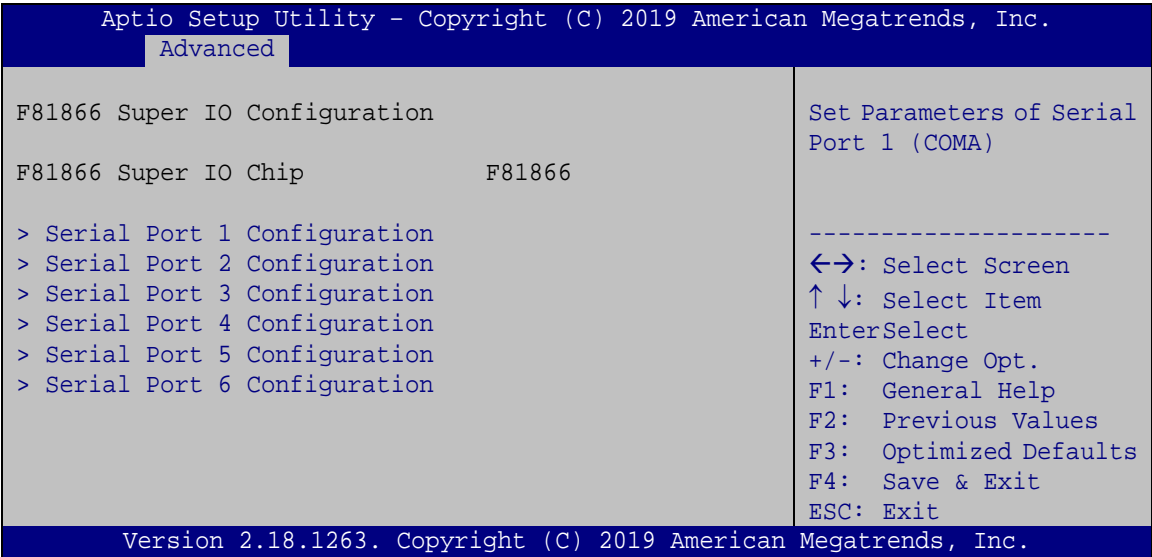 Aptio Setup Utility – Copyright (C) 2019 American Megatrends, Inc.
Advanced
F81866 Super IO Configuration
F81866 Super IO Chip F81866
> Serial Port 1 Configuration
> Serial Port 2 Configuration
> Serial Port 3 Configuration
> Serial Port 4 Configuration
> Serial Port 5 Configuration
> Serial Port 6 Configuration
Set Parameters of Serial
Port 1 (COMA)
---------------------
←→: Select Screen
↑ ↓: Select Item
EnterSelect
+/-: Change Opt.
F1: General Help
F2: Previous Values
F3: Optimized Defaults
F4: Save & Exit
ESC: Exit
Version 2.18.1263. Copyright (C) 2019 American Megatrends, Inc.